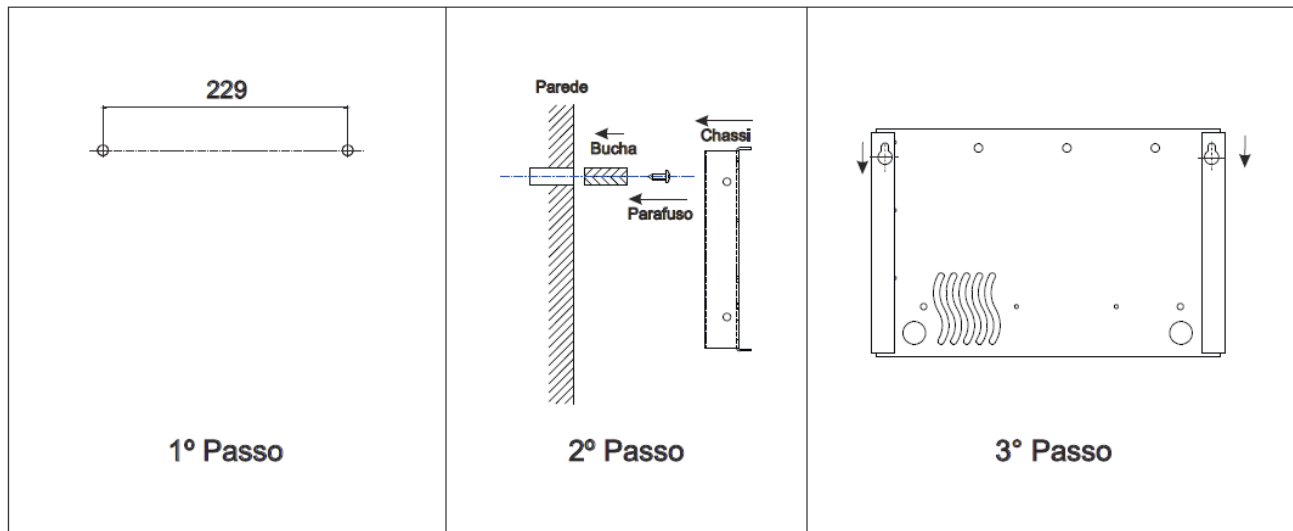 229
1º Passo
Parede
Bucha
Parafuso
Chassi
2º Passo
3° Passo